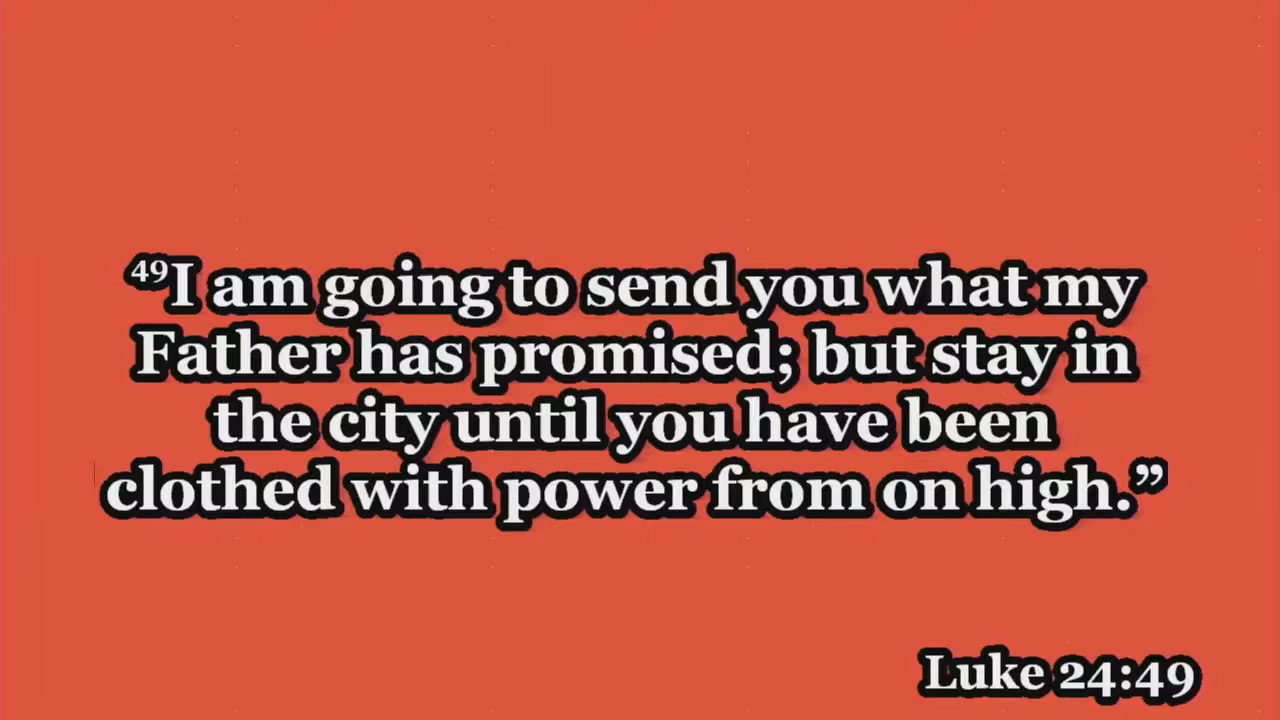 ⁴⁹I am going to send you what my
Father has promised; but stay in
the city until you have been
clothed with power from on high.”
Luke 24:49